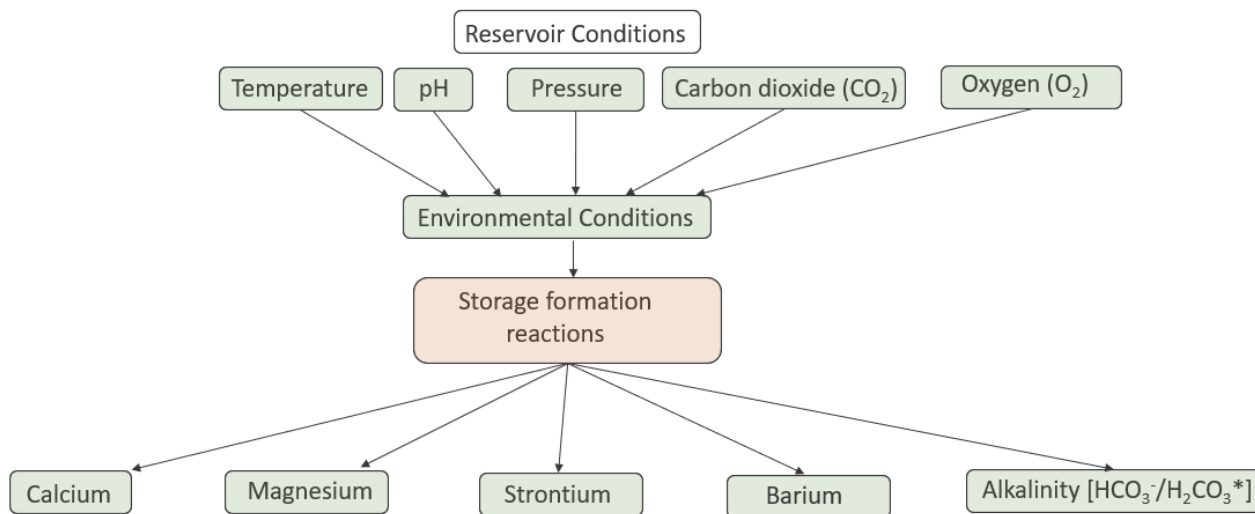 Reservoir Conditions
Temperature
pH
Pressure
Carbon dioxide (CO₂)
Oxygen (O₂)
Environmental Conditions
Storage formation
reactions
Calcium
Magnesium
Strontium
Barium
Alkalinity [HCO₃⁻/H₂CO₃*]